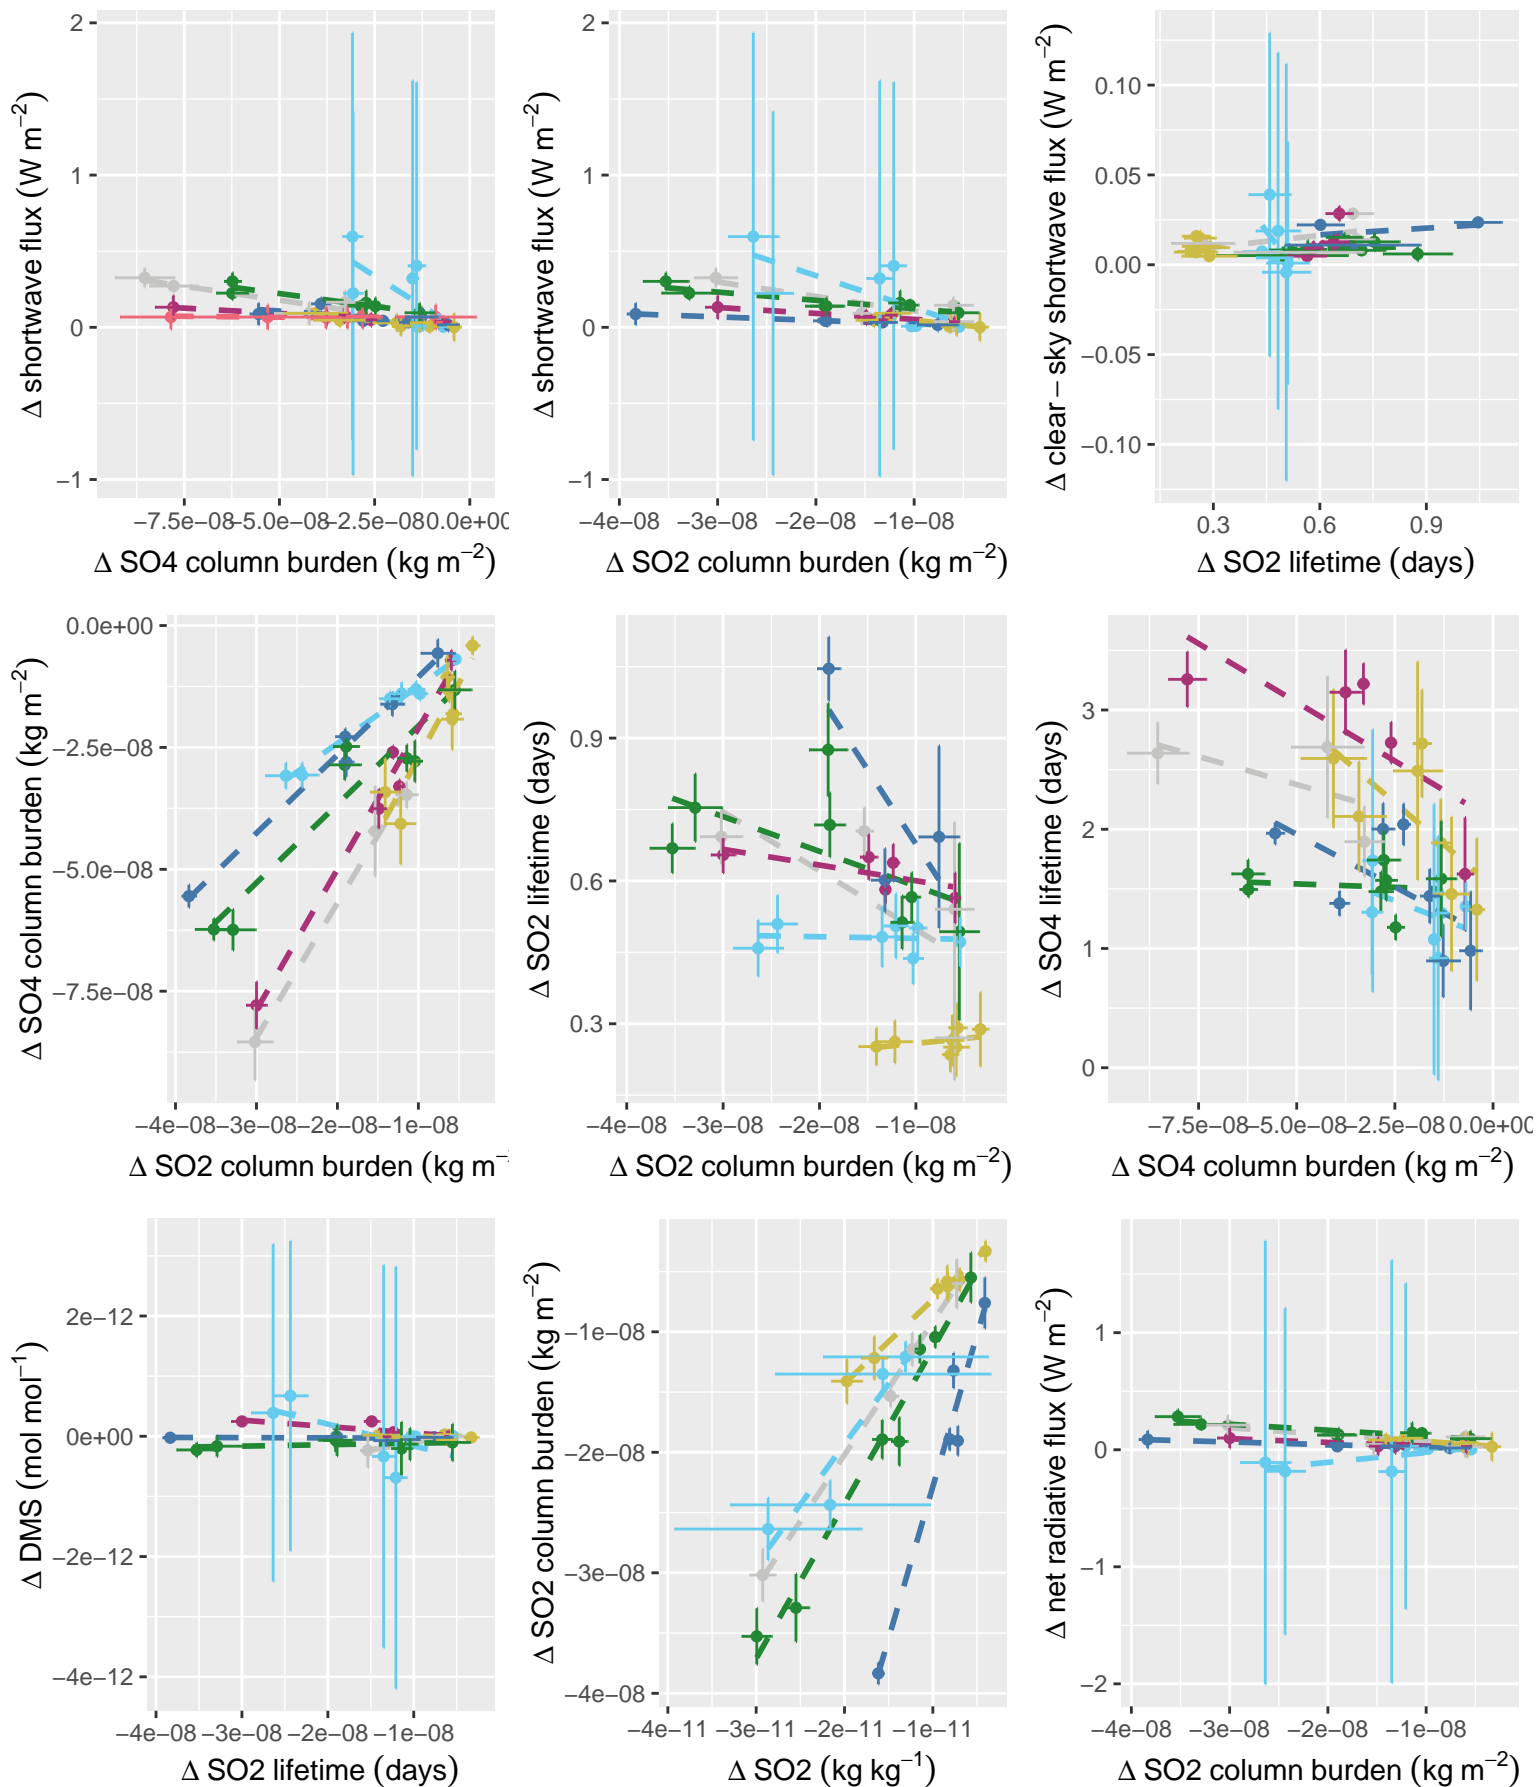 2
1
0
−1
Δ shortwave flux (W m−2)
−7.5e−08 −5.0e−08 −2.5e−08 0.0e+00
Δ SO4 column burden (kg m−2)
2
1
0
−1
Δ shortwave flux (W m−2)
−4e−08 −3e−08 −2e−08 −1e−08
Δ SO2 column burden (kg m−2)
0.10
0.05
0.00
−0.05
−0.10
Δ clear − sky shortwave flux (W m−2)
0.3 0.6 0.9
Δ SO2 lifetime (days)
0.0e+00
−2.5e−08
−5.0e−08
−7.5e−08
Δ SO4 column burden (kg m−2)
−4e−08 −3e−08 −2e−08 −1e−08
Δ SO2 column burden (kg m−
0.9
0.6
0.3
Δ SO2 lifetime (days)
−4e−08 −3e−08 −2e−08 −1e−08
Δ SO2 column burden (kg m−2)
3
2
1
0
Δ SO4 lifetime (days)
−7.5e−08 −5.0e−08 −2.5e−08 0.0e+00
Δ SO4 column burden (kg m−2)
2e−12
0e+00
−2e−12
−4e−12
Δ DMS (mol mol−1)
−4e−08 −3e−08 −2e−08 −1e−08
Δ SO2 lifetime (days)
−1e−08
−2e−08
−3e−08
−4e−08
Δ SO2 column burden (kg m−2)
−4e−11 −3e−11 −2e−11 −1e−11
Δ SO2 (kg kg−1)
1
0
−1
−2
Δ net radiative flux (W m−2)
−4e−08 −3e−08 −2e−08 −1e−08
Δ SO2 column burden (kg m−2)